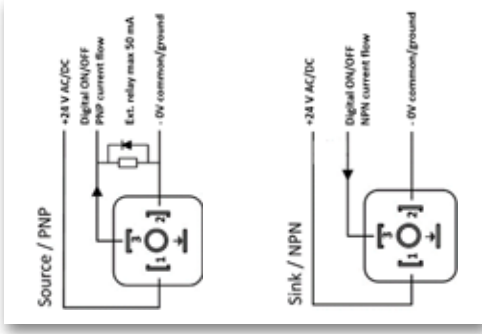 Source / PNP
+24 V AC/DC
Digital ON/OFF
PNP current flow
Ext. relay max 50 mA
- 0V common/ground
1
2
3
Sink / NPN
+24 V AC/DC
Digital ON/OFF
NPN current flow
- 0V common/ground
1
2
3